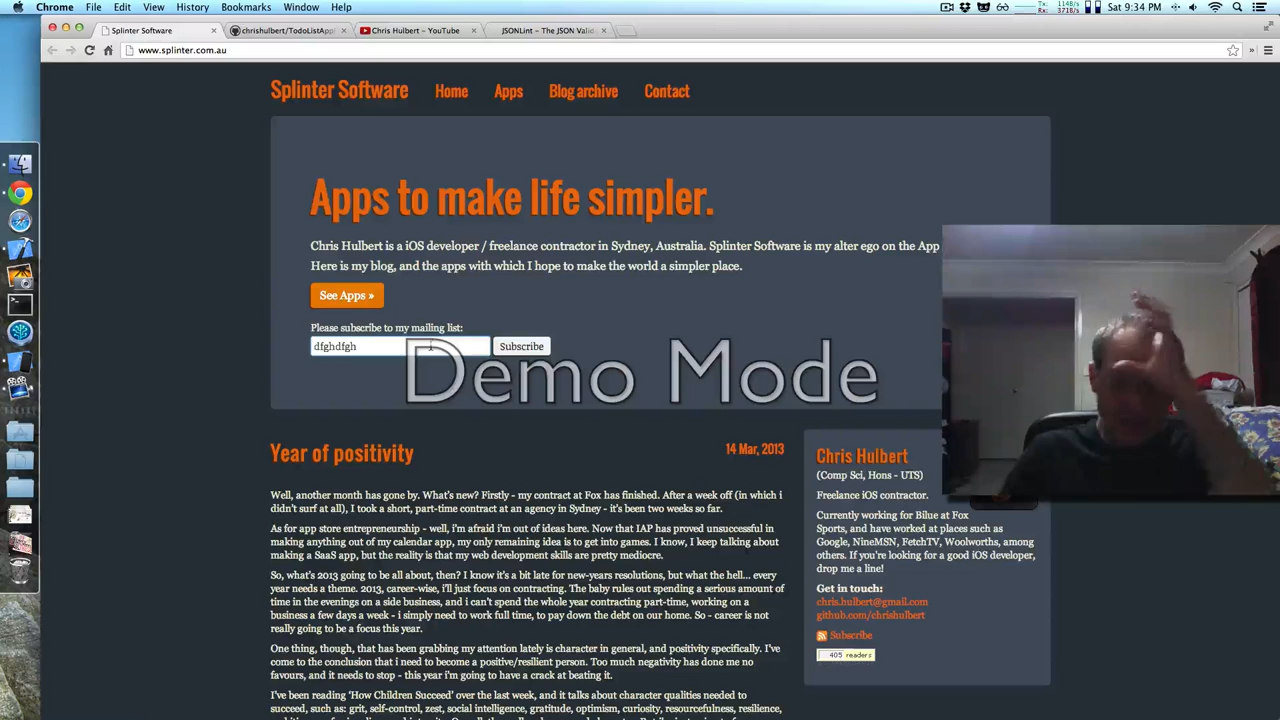 Chrome File Edit View History Bookmarks Window Help
Tx: 114B/s
Rx: 371B/s
Sat 9:34 PM
Splinter Software
chrishulbert/TodoListAppl
Chris Hulbert – YouTube
JSONLint – The JSON Valid
www.splinter.com.au
Splinter Software Home Apps Blog archive Contact
Apps to make life simpler.
Chris Hulbert is a iOS developer / freelance contractor in Sydney, Australia. Splinter Software is my alter ego on the App
Here is my blog, and the apps with which I hope to make the world a simpler place.
See Apps »
Please subscribe to my mailing list:
dfghdfgh
Subscribe
Demo Mode
Year of positivity
14 Mar, 2013
Well, another month has gone by. What's new? Firstly - my contract at Fox has finished. After a week off (in which i
didn't surf at all), I took a short, part-time contract at an agency in Sydney - it's been two weeks so far.
As for app store entrepreneurship - well, i'm afraid i'm out of ideas here. Now that IAP has proved unsuccessful in
making anything out of my calendar app, my only remaining idea is to get into games. I know, I keep talking about
making a SaaS app, but the reality is that my web development skills are pretty mediocre.
So, what's 2013 going to be all about, then? I know it's a bit late for new-years resolutions, but what the hell... every
year needs a theme. 2013, career-wise, i'll just focus on contracting. The baby rules out spending a serious amount of
time in the evenings on a side business, and i can't spend the whole year contracting part-time, working on a
business a few days a week - i simply need to work full time, to pay down the debt on our home. So - career is not
really going to be a focus this year.
One thing, though, that has been grabbing my attention lately is character in general, and positivity specifically. I've
come to the conclusion that i need to become a positive/resilient person. Too much negativity has done me no
favours, and it needs to stop - this year i'm going to have a crack at beating it.
I've been reading 'How Children Succeed' over the last week, and it talks about character qualities needed to
succeed, such as: grit, self-control, zest, social intelligence, gratitude, optimism, curiosity, resourcefulness, resilience,
Chris Hulbert
(Comp Sci, Hons - UTS)
Freelance iOS contractor.
Currently working for Bliue at Fox
Sports, and have worked at places such as
Google, NineMSN, FetchTV, Woolworths, among
others. If you're looking for a good iOS developer,
drop me a line!
Get in touch:
chris.hulbert@gmail.com
github.com/chrishulbert
Subscribe
405 readers